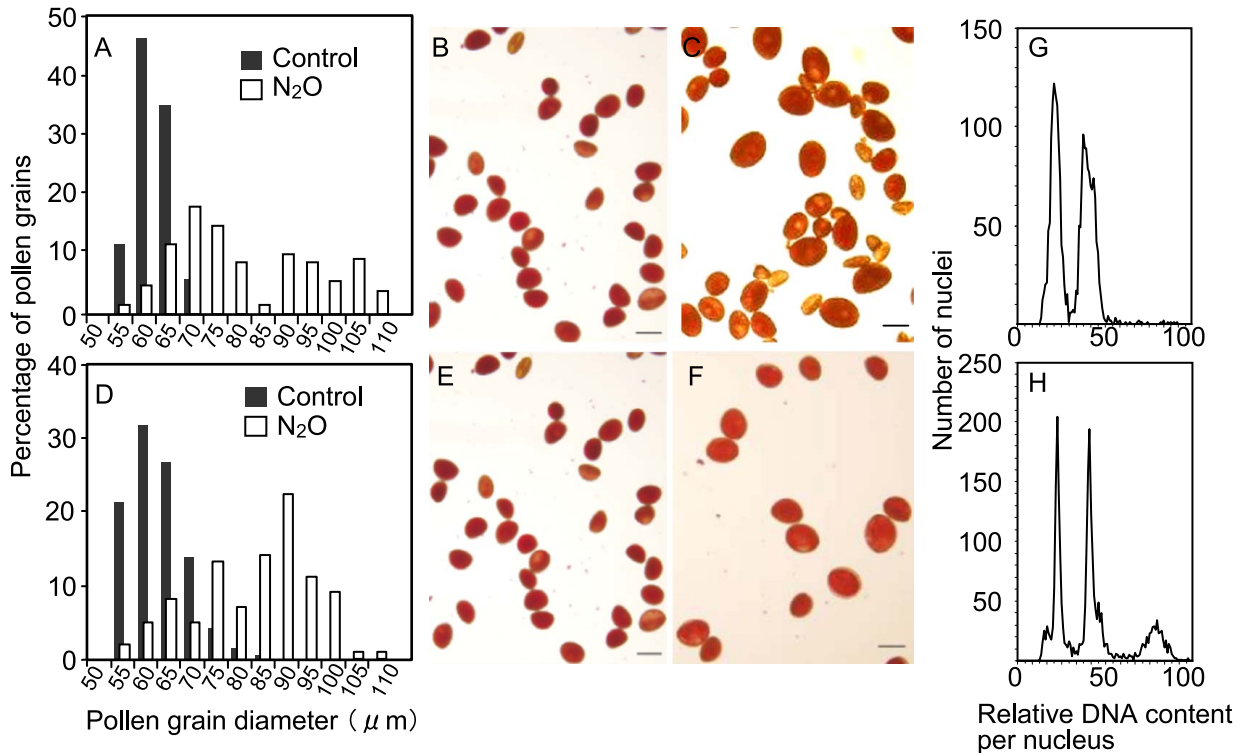 Percentage of pollen grains
A
Control
N₂O
50
40
30
20
10
0
50 55 60 65 70 75 80 85 90 95 100 105 110
B
C
G
150
100
50
0
0 50 100
D
Control
N₂O
40
30
20
10
0
50 55 60 65 70 75 80 85 90 95 100 105 110
Pollen grain diameter ( μm)
E
F
Number of nuclei
H
250
200
150
100
50
0
0 50 100
Relative DNA content
per nucleus